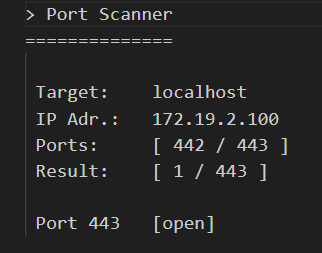 > Port Scanner
==============
Target: localhost
IP Adr.: 172.19.2.100
Ports: [ 442 / 443 ]
Result: [ 1 / 443 ]
Port 443 [open]